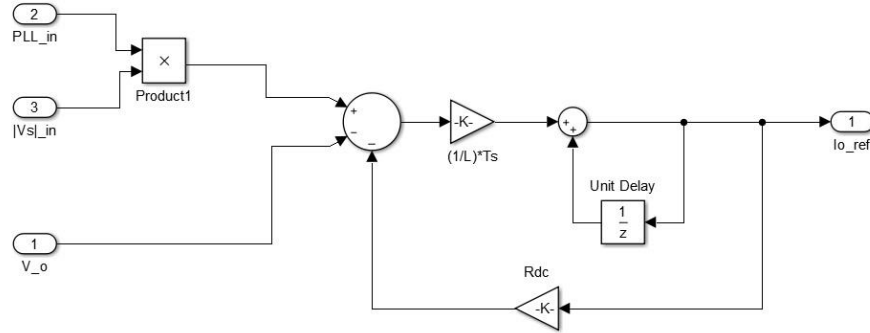 2
PLL_in
×
Product1
3
|Vs|_in
+
−
−
-K-
(1/L)*Ts
+
+
1
Io_ref
Unit Delay
1
z
1
V_o
Rdc
-K-